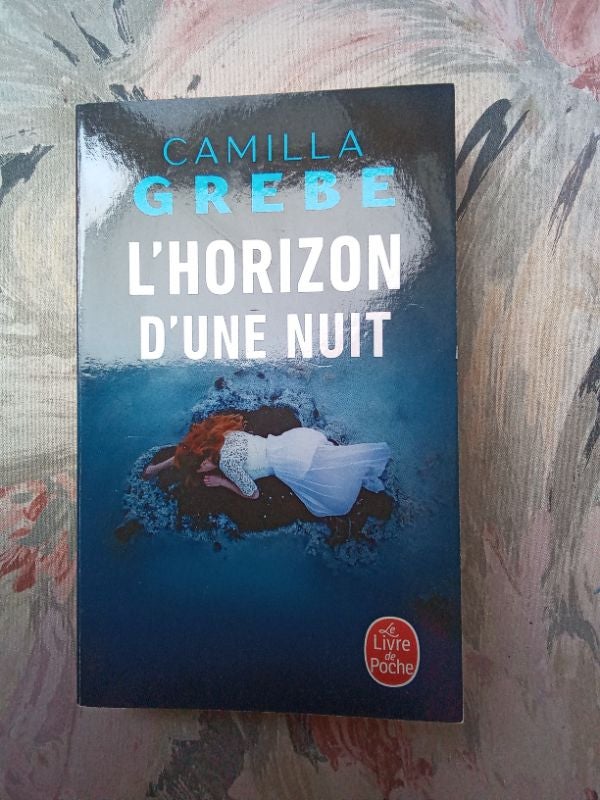 CAMILLA
GREBE
L'HORIZON
D'UNE NUIT
Le
Livre
de
Poche